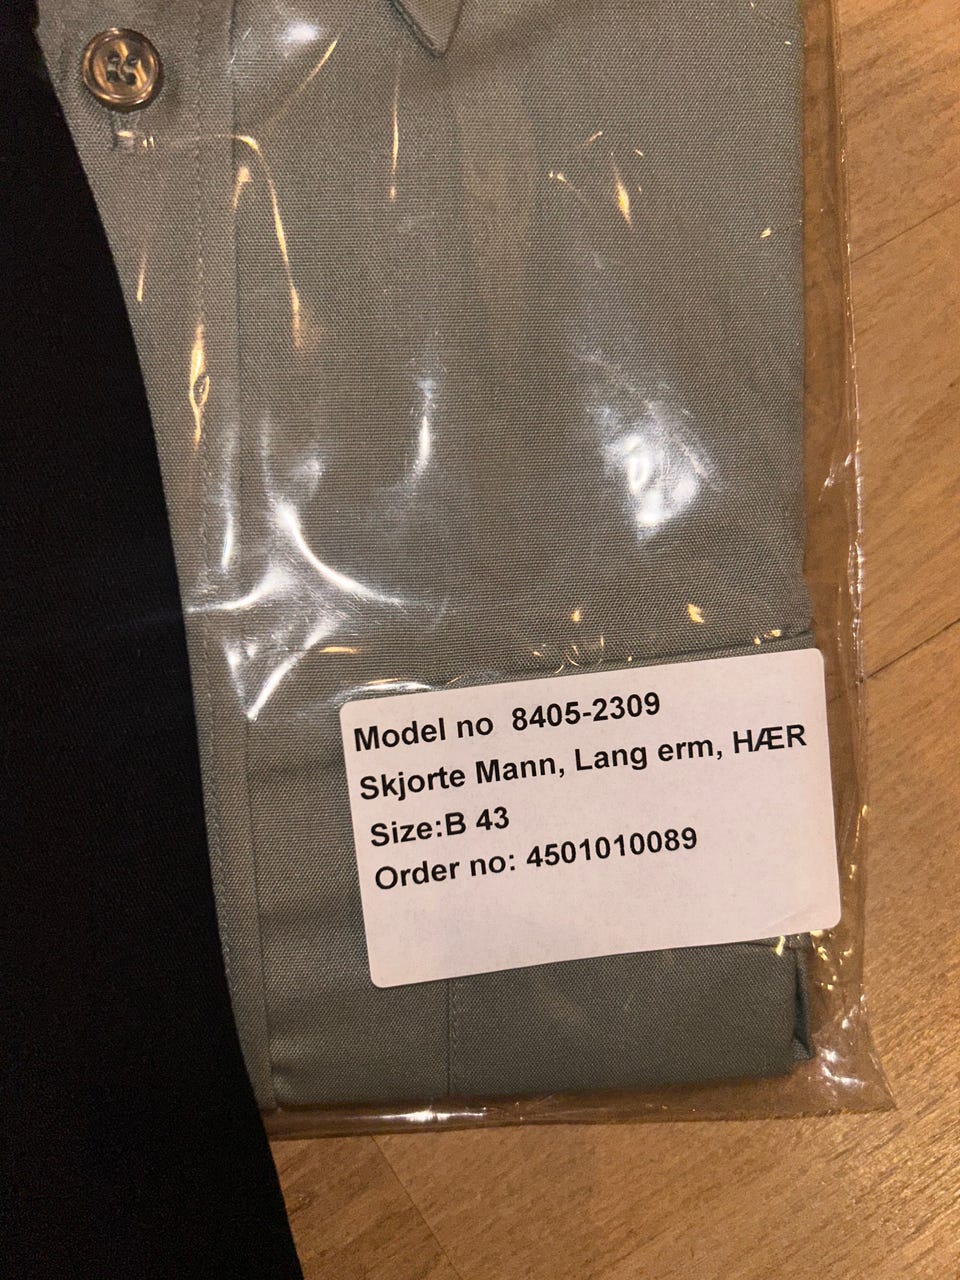 Model no 8405-2309
Skjorte Mann, Lang erm, HÆR
Size:B 43
Order no: 4501010089